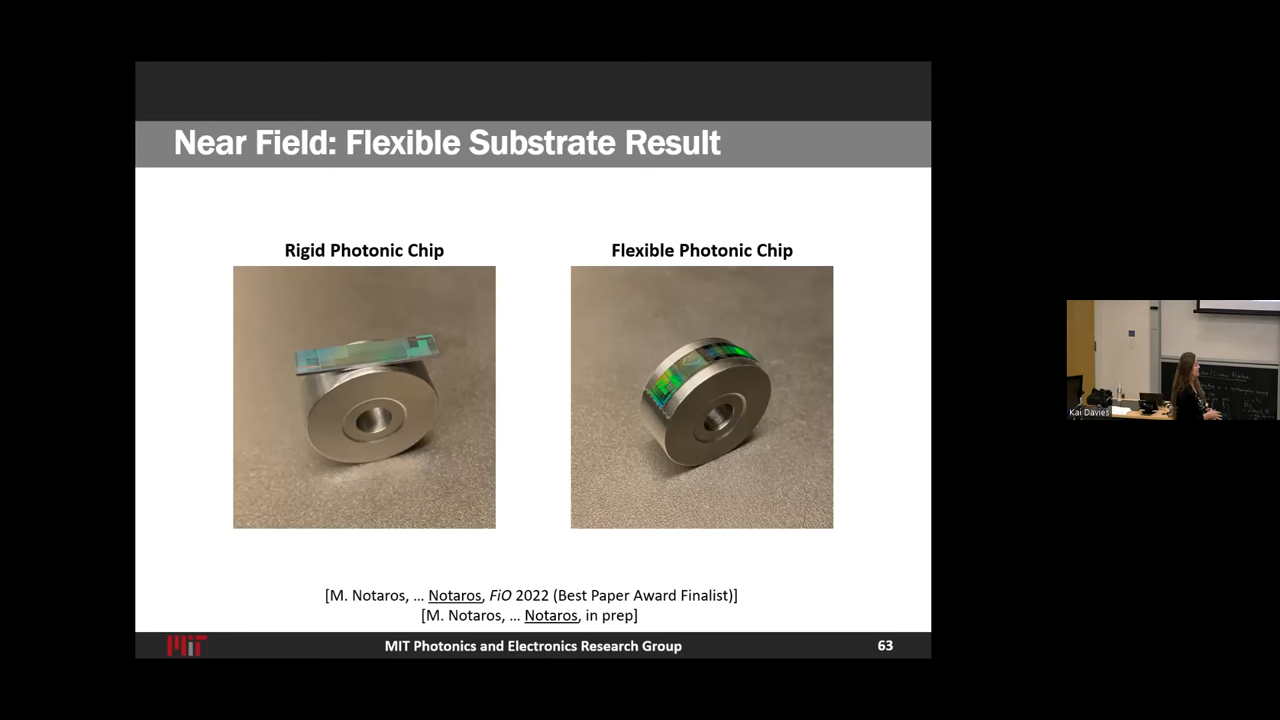 Near Field: Flexible Substrate Result
Rigid Photonic Chip
Flexible Photonic Chip
[M. Notaros, … Notaros, FiO 2022 (Best Paper Award Finalist)]
[M. Notaros, … Notaros, in prep]
MIT
MIT Photonics and Electronics Research Group
63
Kai Davies